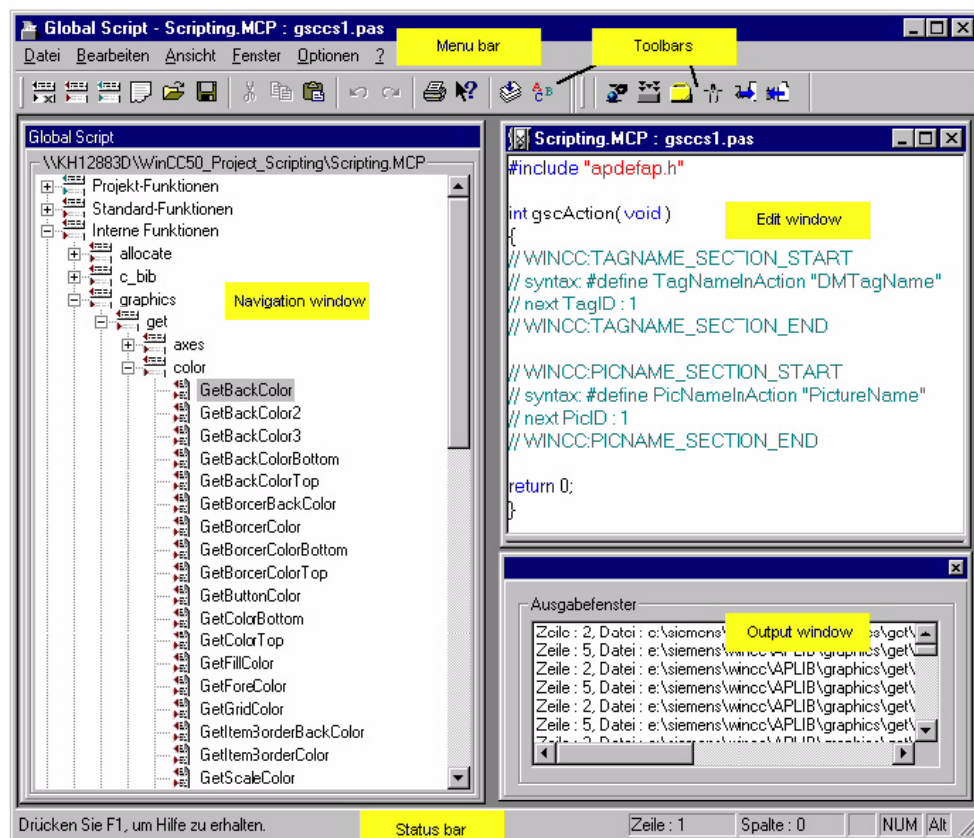 Global Script - Scripting.MCP : gsccs1.pas
Datei Bearbeiten Ansicht Fenster Optionen ?
Menu bar
Toolbars
Global Script
\\KH12883D\WinCC50_Project_Scripting\Scripting.MCP
Projekt-Funktionen
Standard-Funktionen
Interne Funktionen
allocate
c_bib
graphics
get
axes
color
GetBackColor
GetBackColor2
GetBackColor3
GetBackColorBottom
GetBackColorTop
GetBorcerBackColor
GetBorcerColor
GetBorcerColorBottom
GetBorcerColorTop
GetButtonColor
GetColorBottom
GetColorTop
GetFillColor
GetForeColor
GetGridColor
GetItemBorderBackColor
GetItemBorderColor
GetScaleColor
Navigation window
Scripting.MCP : gsccs1.pas
#include "apdefap.h"
int gscAction( void )
{
// WINCC:TAGNAME_SECTION_START
// syntax: #define TagNameInAction "DMTagName"
// next TagID : 1
// WINCC:TAGNAME_SECTION_END
// WINCC:PICNAME_SECTION_START
// syntax: #define PicNameInAction "PictureName"
// next PicID : 1
// WINCC:PICNAME_SECTION_END
return 0;
}
Edit window
Ausgabefenster
Zeile : 2, Datei : e:\siemens\ \get\
Zeile : 5, Datei : e:\siemens\wincc\ \get\
Zeile : 2, Datei : e:\siemens\wincc\APLIB\graphics\get\
Zeile : 5, Datei : e:\siemens\wincc\APLIB\graphics\get\
Zeile : 2, Datei : e:\siemens\wincc\APLIB\graphics\get\
Zeile : 5, Datei : e:\siemens\wincc\APLIB\graphics\get\
Output window
Drücken Sie F1, um Hilfe zu erhalten.
Status bar
Zeile : 1
Spalte : 0
NUM
Alt